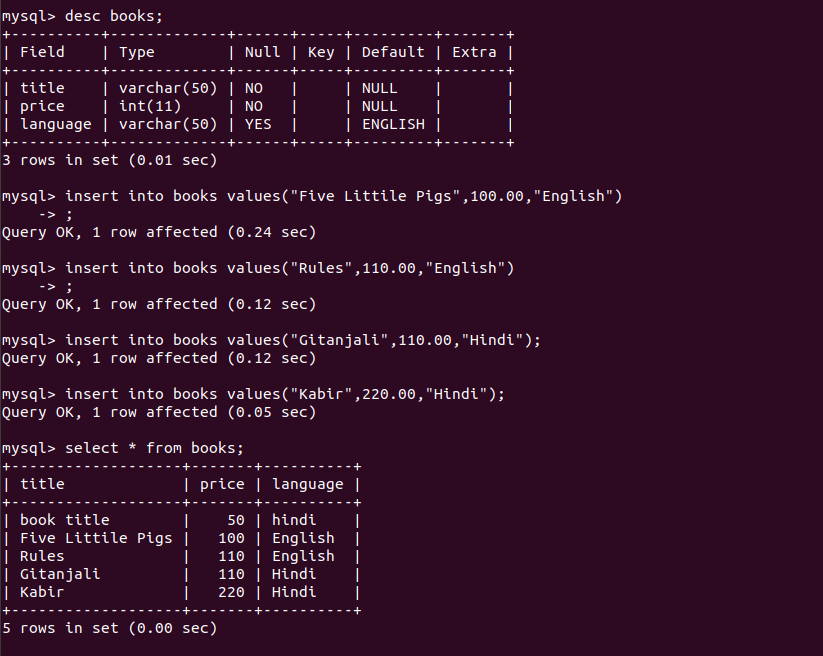 mysql> desc books;
+----------+-------------+------+-----+---------+-------+
| Field    | Type        | Null | Key | Default | Extra |
+----------+-------------+------+-----+---------+-------+
| title    | varchar(50) | NO   |     | NULL    |       |
| price    | int(11)     | NO   |     | NULL    |       |
| language | varchar(50) | YES  |     | ENGLISH |       |
+----------+-------------+------+-----+---------+-------+
3 rows in set (0.01 sec)
mysql> insert into books values("Five Littile Pigs",100.00,"English")
    -> ;
Query OK, 1 row affected (0.24 sec)
mysql> insert into books values("Rules",110.00,"English")
    -> ;
Query OK, 1 row affected (0.12 sec)
mysql> insert into books values("Gitanjali",110.00,"Hindi");
Query OK, 1 row affected (0.12 sec)
mysql> insert into books values("Kabir",220.00,"Hindi");
Query OK, 1 row affected (0.05 sec)
mysql> select * from books;
+-------------------+-------+----------+
| title             | price | language |
+-------------------+-------+----------+
| book title        |    50 | hindi    |
| Five Littile Pigs |   100 | English  |
| Rules             |   110 | English  |
| Gitanjali         |   110 | Hindi    |
| Kabir             |   220 | Hindi    |
+-------------------+-------+----------+
5 rows in set (0.00 sec)